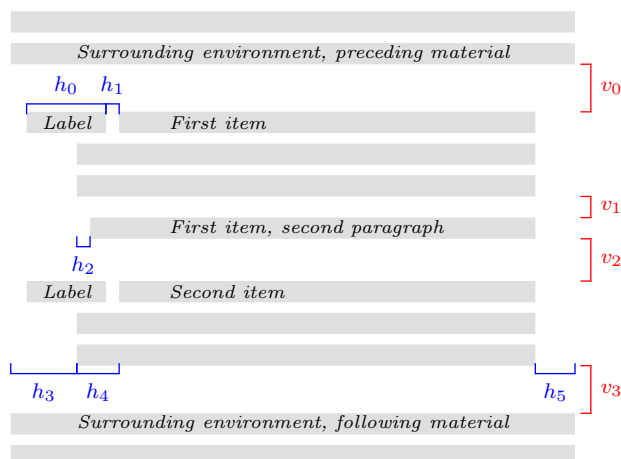 Surrounding environment, preceding material
h₀ h₁ v₀
Label First item
v₁
First item, second paragraph
h₂ v₂
Label Second item
h₃ h₄ h₅ v₃
Surrounding environment, following material